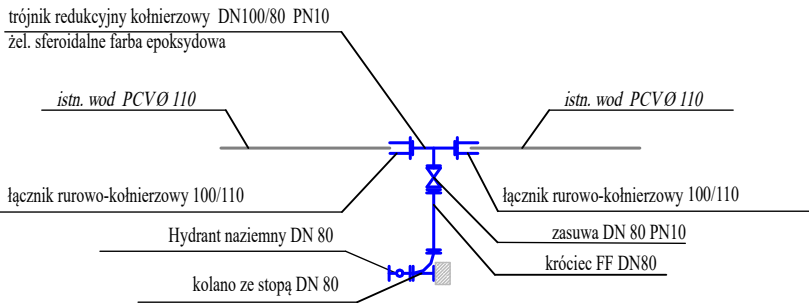 trójnik redukcyjny kołnierzowy DN100/80 PN10
żel. sferoidalne farba epoksydowa
istn. wod PCVØ 110
istn. wod PCVØ 110
łącznik rurowo-kołnierzowy 100/110
łącznik rurowo-kołnierzowy 100/110
Hydrant naziemny DN 80
zasuwa DN 80 PN10
króciec FF DN80
kolano ze stopą DN 80